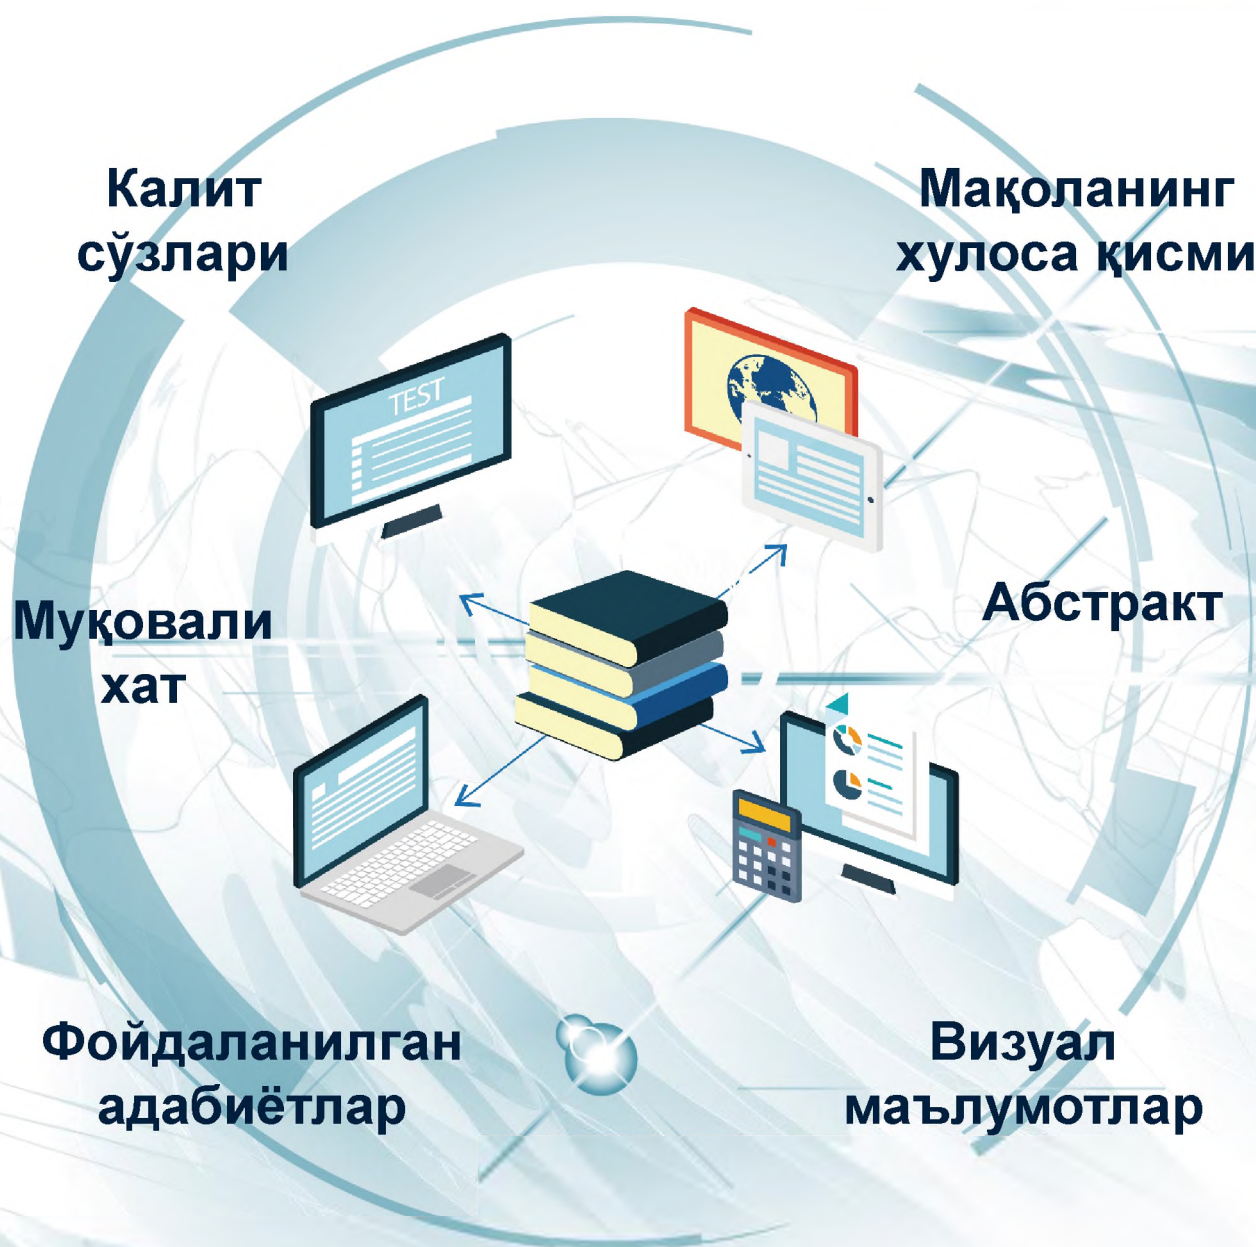 Калит
сўзлари
Мақоланинг
хулоса қисми
TEST
Муқовали
хат
Абстракт
Фойдаланилган
адабиётлар
Визуал
маълумотлар